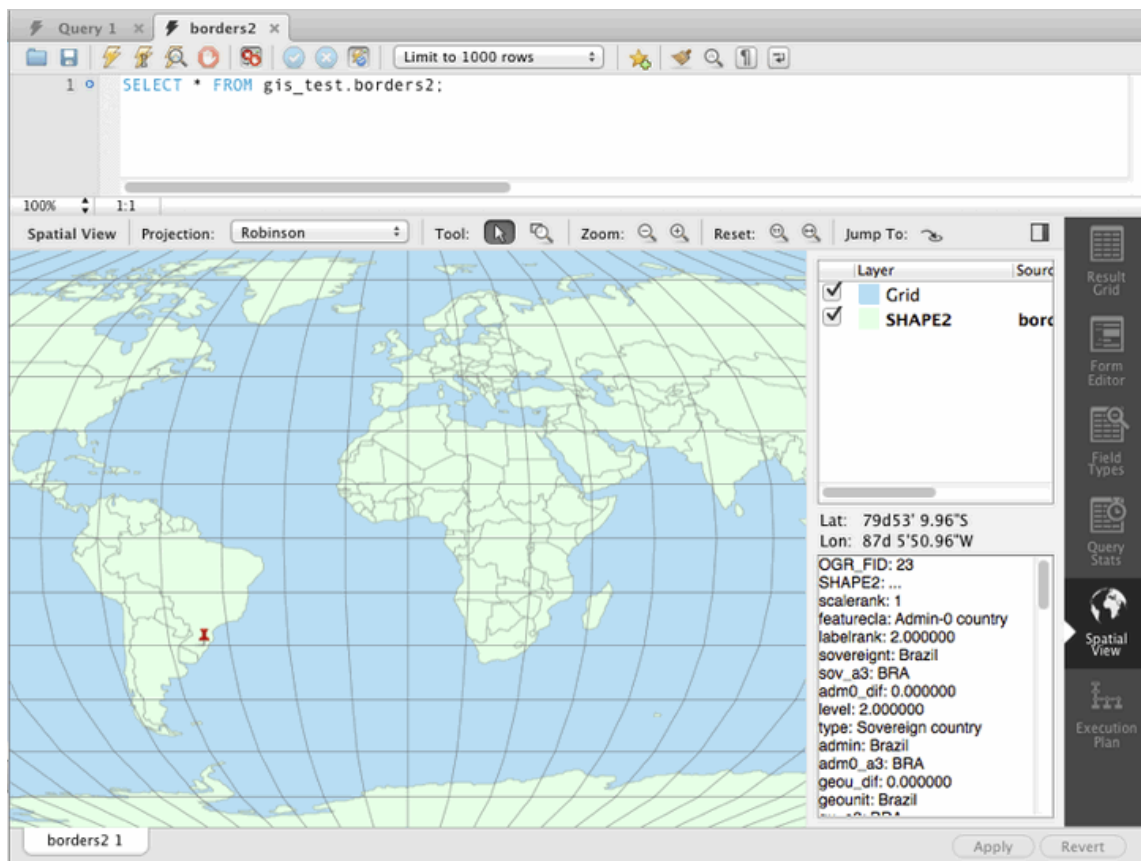 Query 1 borders2
Limit to 1000 rows
1 SELECT * FROM gis_test.borders2;
100% 1:1
Spatial View Projection: Robinson Tool: Zoom: Reset: Jump To:
Layer Sourc
Grid
SHAPE2 bord
Lat: 79d53' 9.96"S
Lon: 87d 5'50.96"W
OGR_FID: 23
SHAPE2: ...
scalerank: 1
featurecla: Admin-0 country
labelrank: 2.000000
sovereignt: Brazil
sov_a3: BRA
adm0_dif: 0.000000
level: 2.000000
type: Sovereign country
admin: Brazil
adm0_a3: BRA
geou_dif: 0.000000
geounit: Brazil
Result
Grid
Form
Editor
Field
Types
Query
Stats
Spatial
View
Execution
Plan
borders2 1
Apply Revert